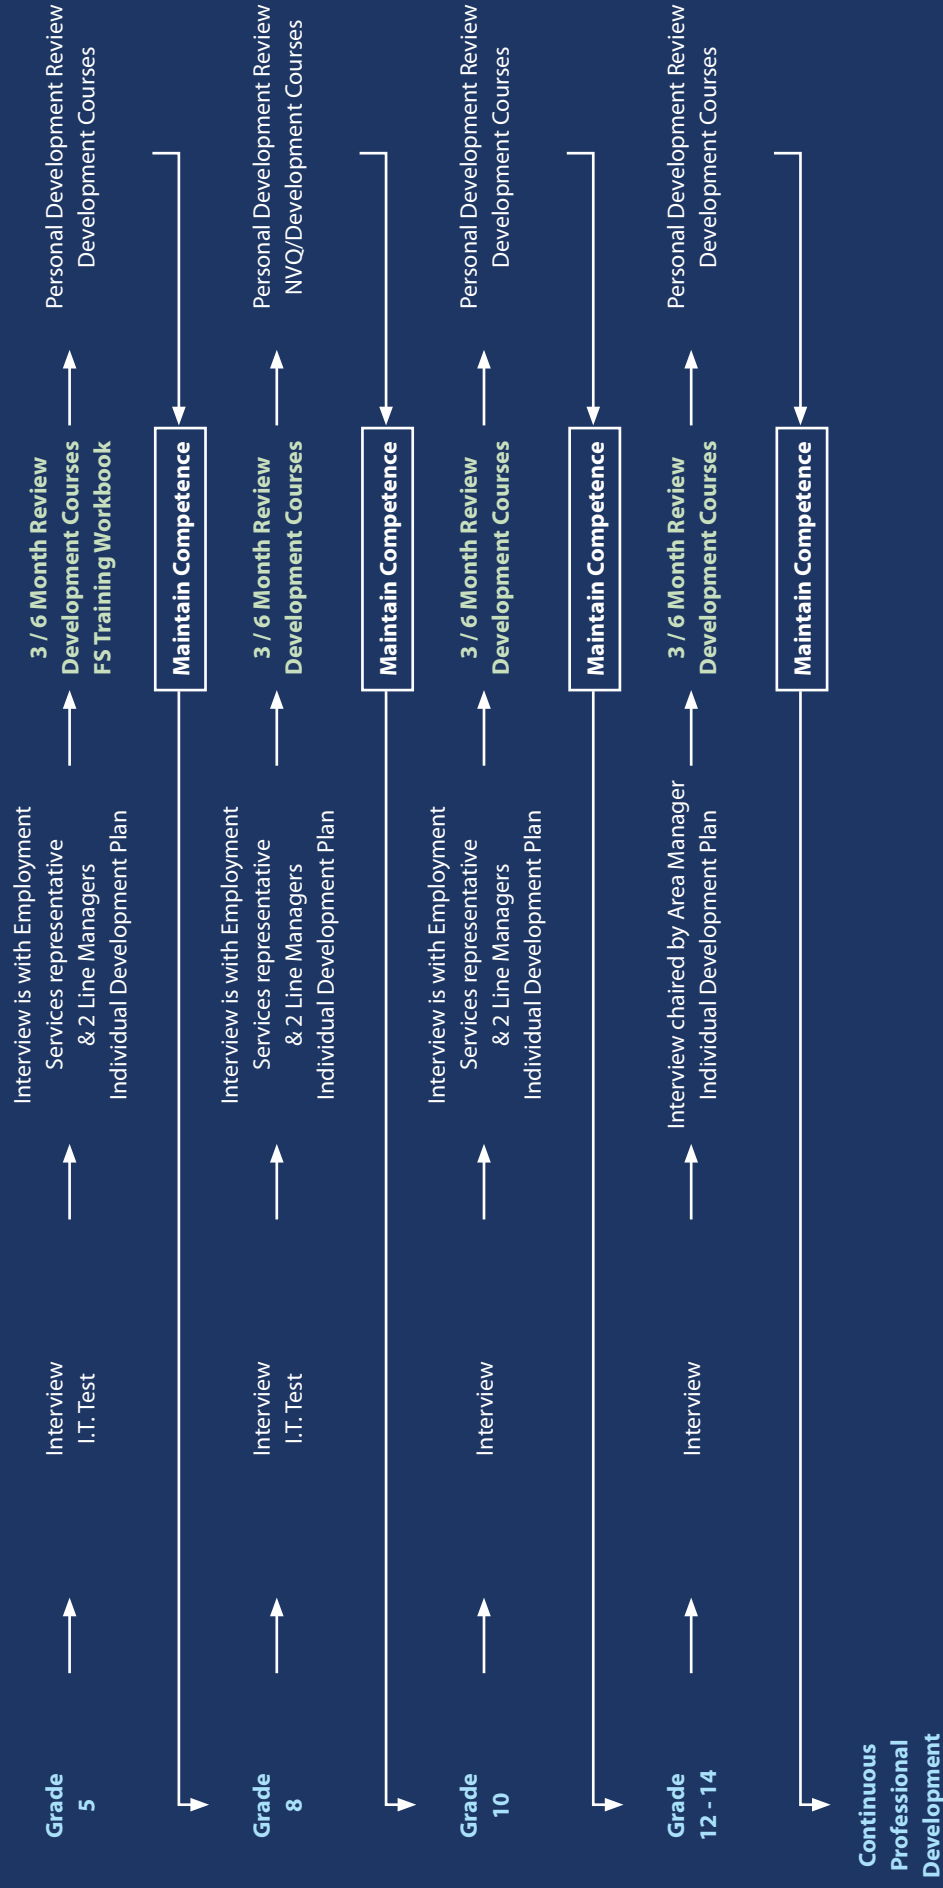 Grade
5
Interview
I.T. Test
Interview is with Employment
Services representative
& 2 Line Managers
Individual Development Plan
3 / 6 Month Review
Development Courses
FS Training Workbook
Personal Development Review
Development Courses
Maintain Competence
Grade
8
Interview
I.T. Test
Interview is with Employment
Services representative
& 2 Line Managers
Individual Development Plan
3 / 6 Month Review
Development Courses
Personal Development Review
NVQ/Development Courses
Maintain Competence
Grade
10
Interview
Interview is with Employment
Services representative
& 2 Line Managers
Individual Development Plan
3 / 6 Month Review
Development Courses
Personal Development Review
Development Courses
Maintain Competence
Grade
12 - 14
Interview
Interview chaired by Area Manager
Individual Development Plan
3 / 6 Month Review
Development Courses
Personal Development Review
Development Courses
Maintain Competence
Continuous
Professional
Development